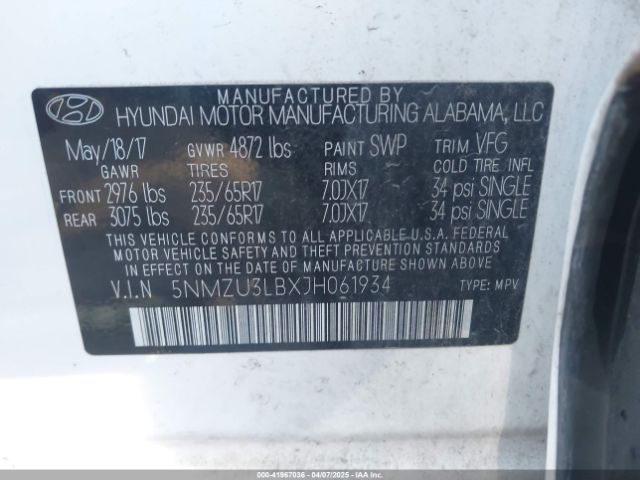 MANUFACTURED BY
HYUNDAI MOTOR MANUFACTURING ALABAMA, LLC
May/18/17 GVWR 4872 lbs PAINT SWP TRIM VFG
GAWR TIRES RIMS COLD TIRE INFL
FRONT 2976 lbs 235/65R17 7.0JX17 34 psi SINGLE
REAR 3075 lbs 235/65R17 7.0JX17 34 psi SINGLE
THIS VEHICLE CONFORMS TO ALL APPLICABLE U.S.A. FEDERAL
MOTOR VEHICLE SAFETY AND THEFT PREVENTION STANDARDS
IN EFFECT ON THE DATE OF MANUFACTURE SHOWN ABOVE.
V.I.N 5NMZU3LBXJH061934 TYPE: MPV
000-41967036 - 04/07/2025 - IAAI.COM